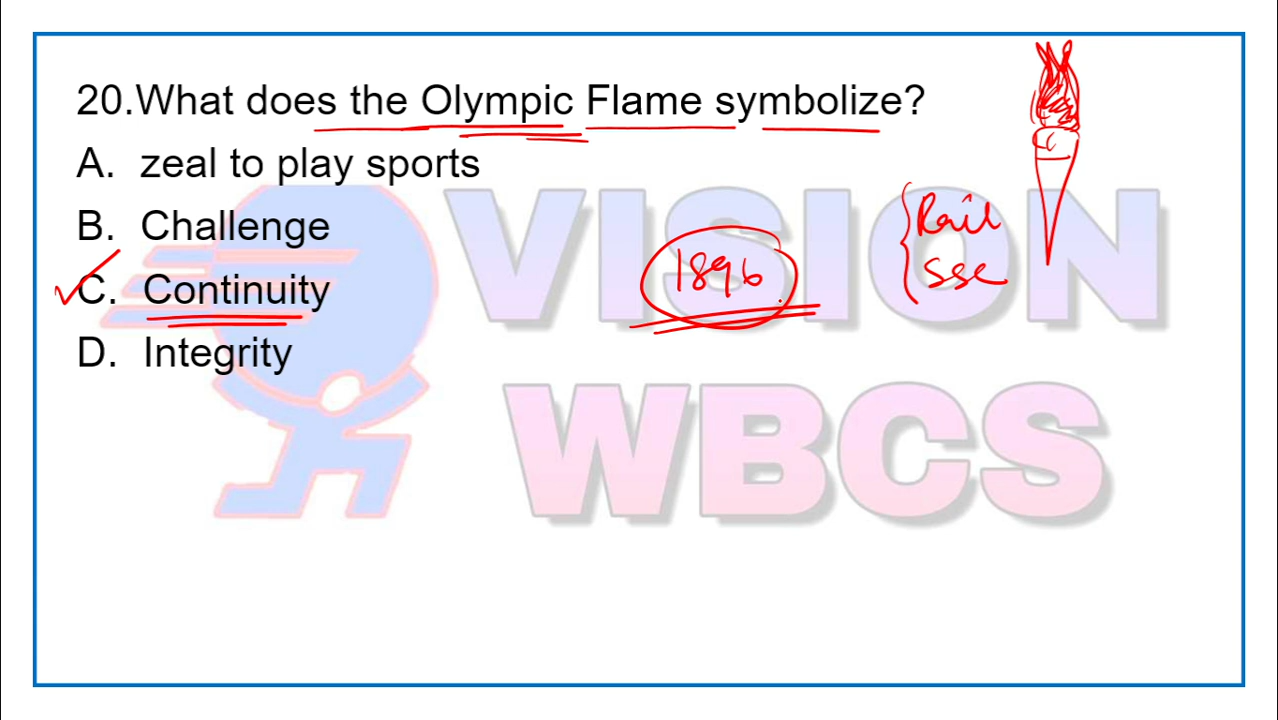 20.What does the Olympic Flame symbolize?
A. zeal to play sports
B. Challenge
C. Continuity
D. Integrity
1896
Rail
SSC
VISION
WBCS